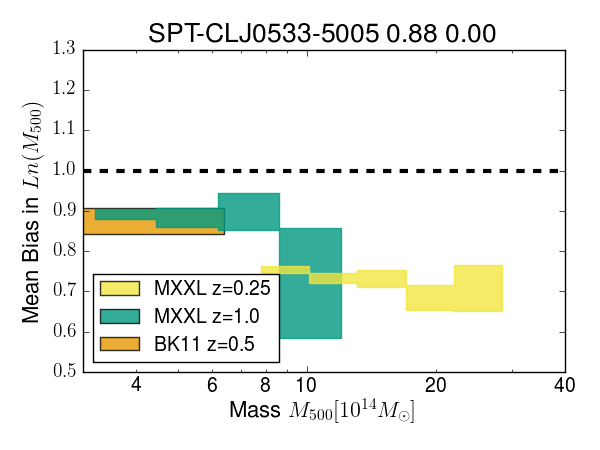 SPT-CLJ0533-5005 0.88 0.00
Mean Bias in Ln(M500)
1.3
1.2
1.1
1.0
0.9
0.8
0.7
0.6
0.5
MXXL z=0.25
MXXL z=1.0
BK11 z=0.5
4 6 8 10 20 40
Mass M500[10^14 M⊙]